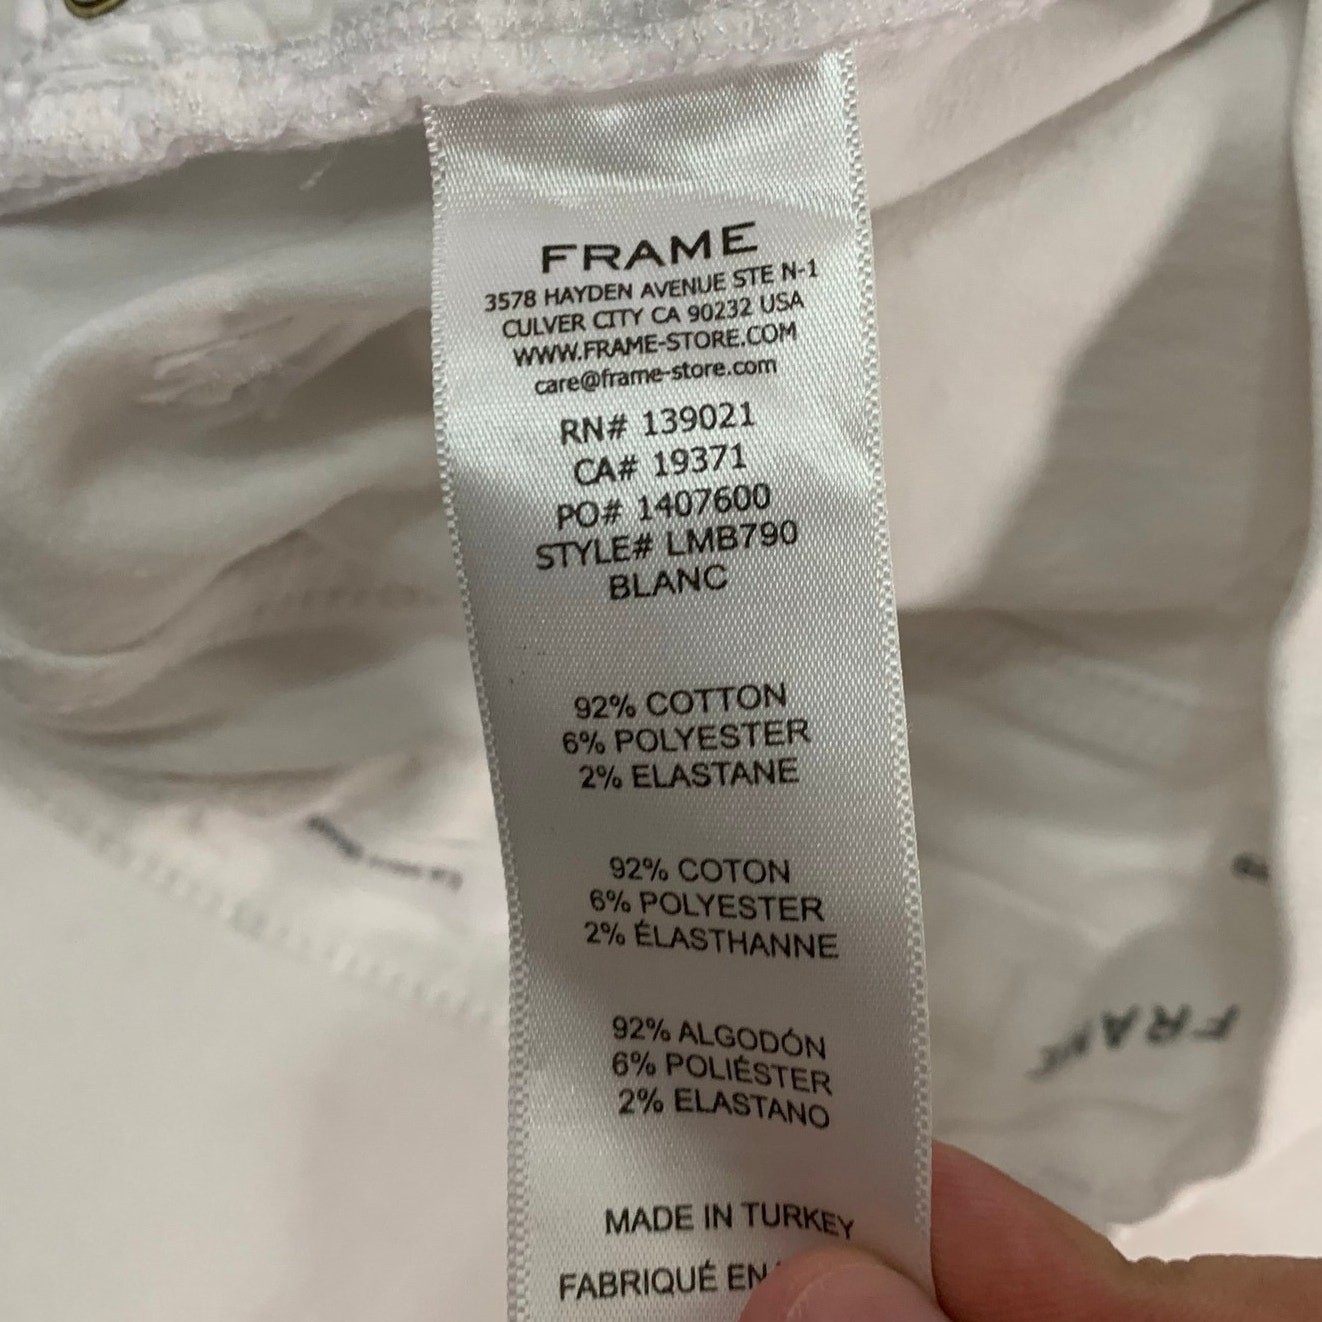 FRAME
3578 HAYDEN AVENUE STE N-1
CULVER CITY CA 90232 USA
WWW.FRAME-STORE.COM
care@frame-store.com
RN# 139021
CA# 19371
PO# 1407600
STYLE# LMB790
BLANC
92% COTTON
6% POLYESTER
2% ELASTANE
92% COTON
6% POLYESTER
2% ÉLASTHANNE
92% ALGODÓN
6% POLIÉSTER
2% ELASTANO
MADE IN TURKEY
FABRIQUÉ EN
FRAME